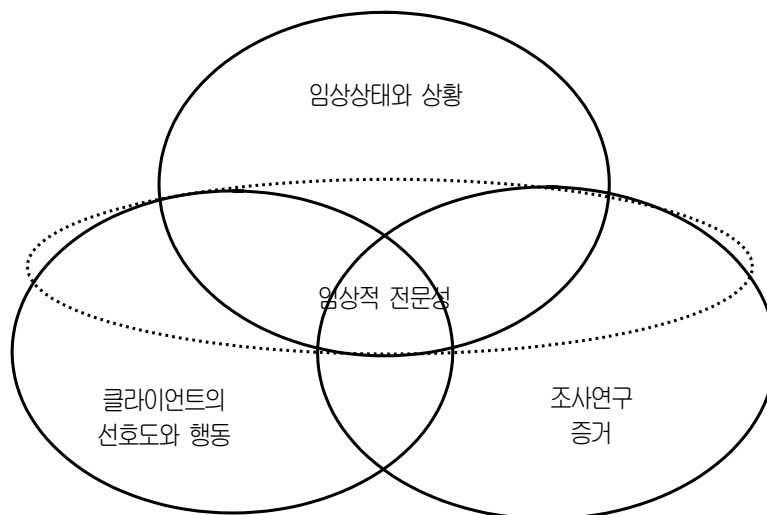 임상상태와 상황
임상적 전문성
클라이언트의
선호도와 행동
조사연구
증거